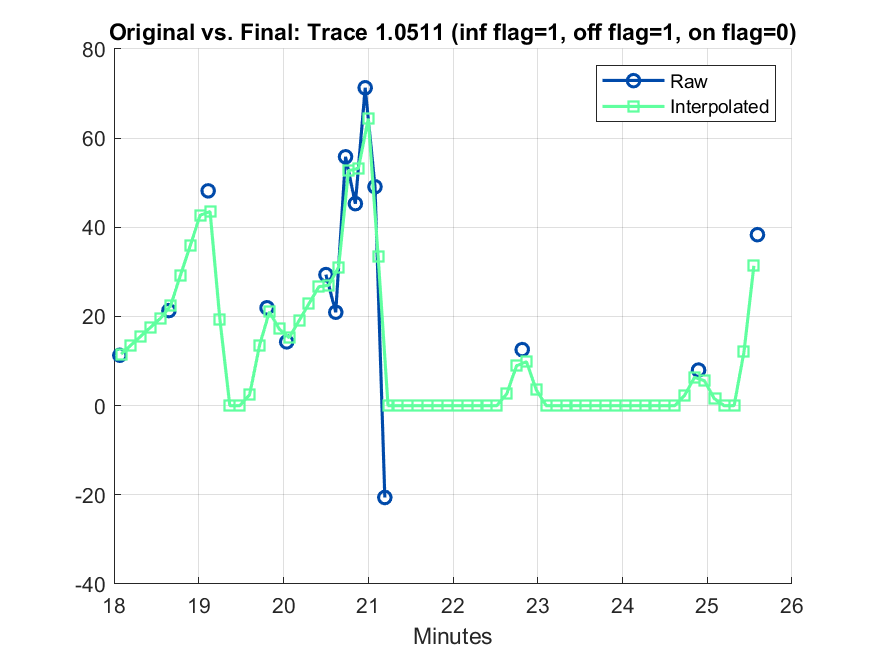 Original vs. Final: Trace 1.0511 (inf flag=1, off flag=1, on flag=0)
80
60
40
20
0
-20
-40
Raw
Interpolated
18 19 20 21 22 23 24 25 26
Minutes